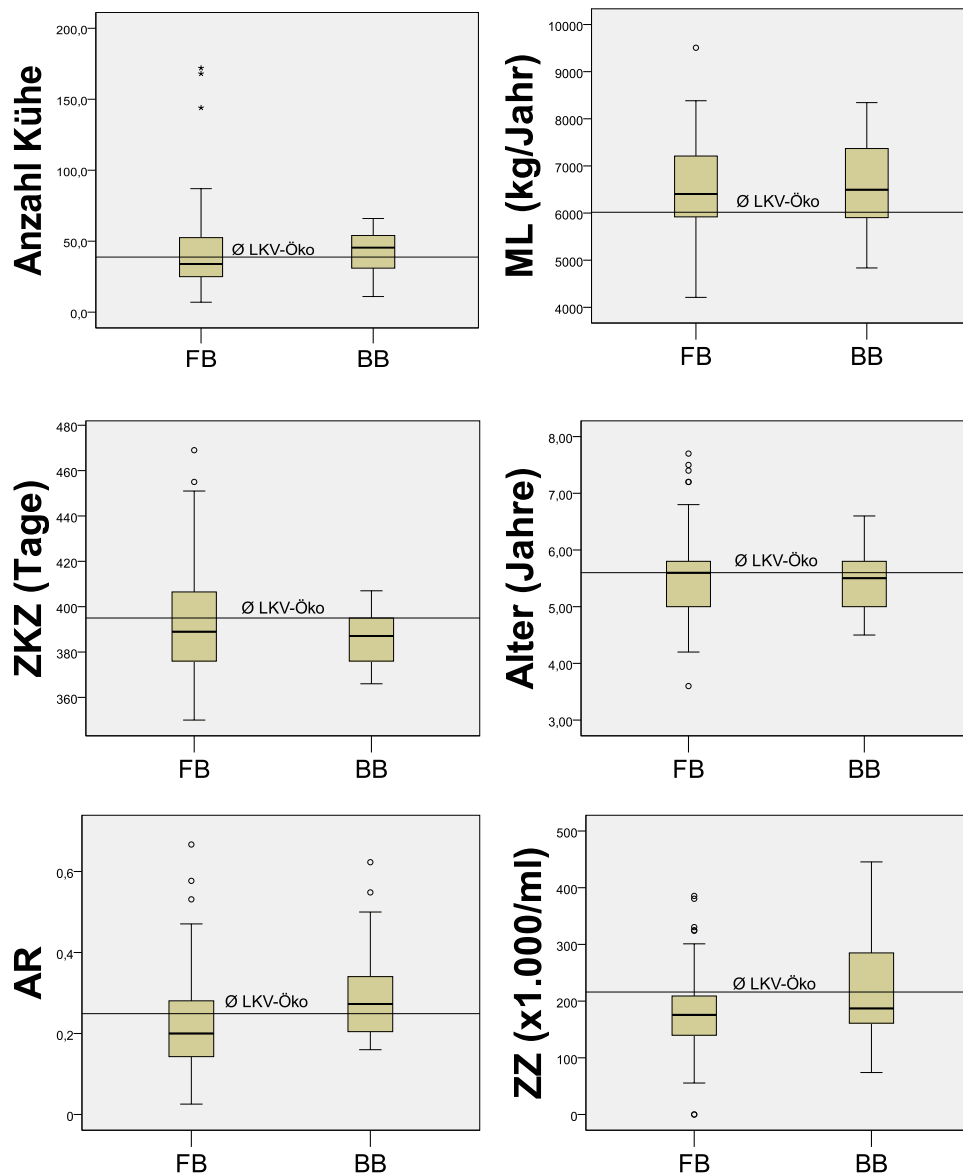 Anzahl Kühe
200,0
150,0
100,0
50,0
0,0
Ø LKV-Öko
FB BB
ML (kg/Jahr)
10000
9000
8000
7000
6000
5000
4000
Ø LKV-Öko
FB BB
ZKZ (Tage)
480
460
440
420
400
380
360
Ø LKV-Öko
FB BB
Alter (Jahre)
8,00
7,00
6,00
5,00
4,00
3,00
Ø LKV-Öko
FB BB
AR
0,6
0,4
0,2
0
Ø LKV-Öko
FB BB
ZZ (x1.000/ml)
500
400
300
200
100
0
Ø LKV-Öko
FB BB